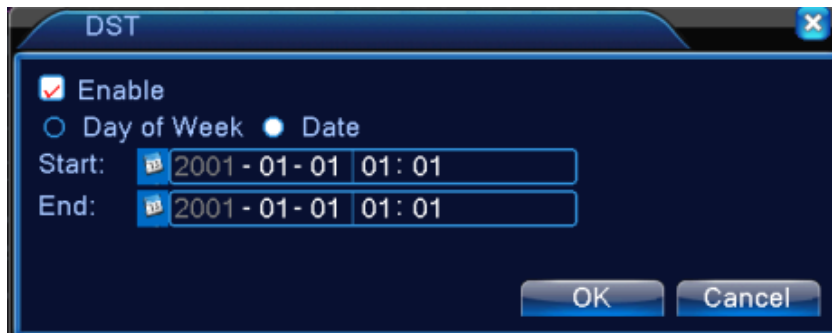 DST
Enable
Day of Week Date
Start: 2001 - 01 - 01 01: 01
End: 2001 - 01 - 01 01: 01
OK Cancel